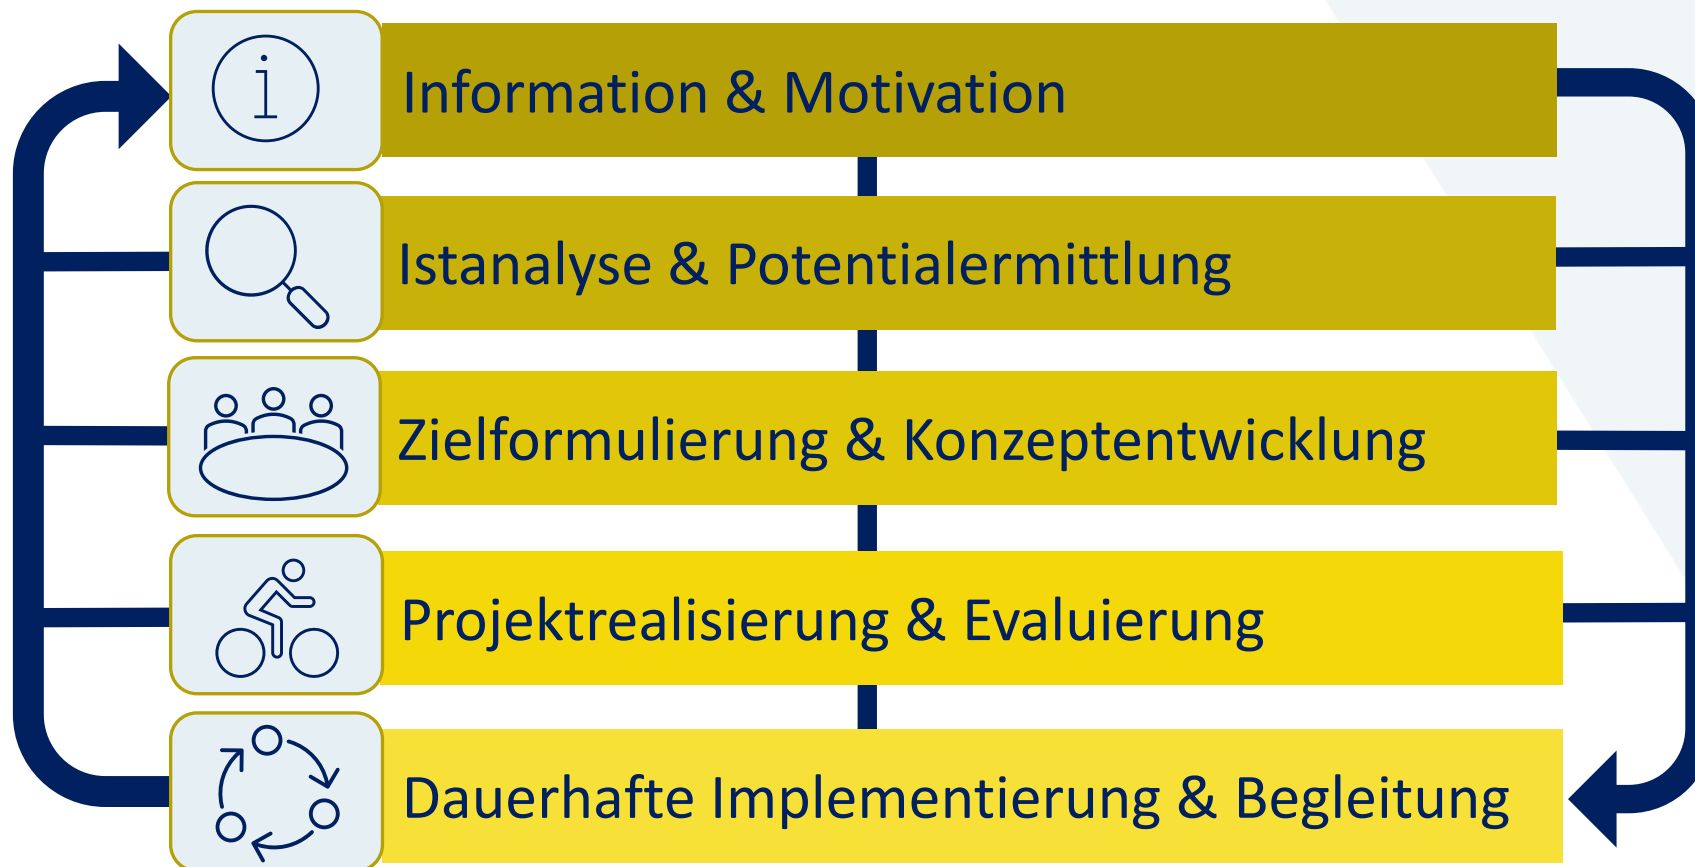 Information & Motivation
Istanalyse & Potentialermittlung
Zielformulierung & Konzeptentwicklung
Projektrealisierung & Evaluierung
Dauerhafte Implementierung & Begleitung